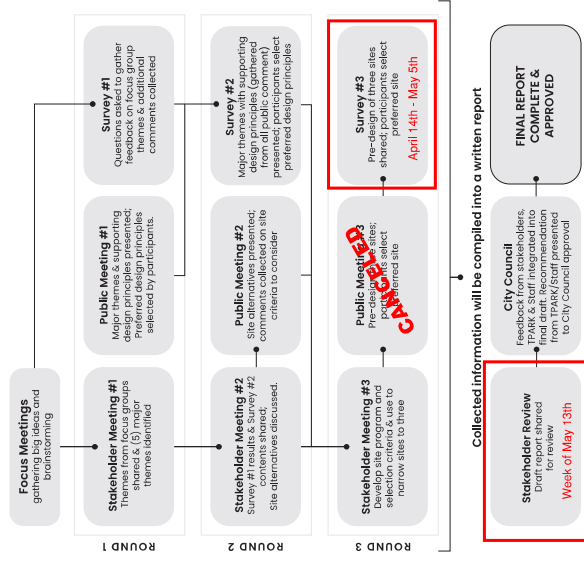 Focus Meetings
gathering big ideas and
brainstorming
ROUND 1
Stakeholder Meeting #1
Themes from focus groups
shared & (5) major
themes identified
Public Meeting #1
Major themes & supporting
design principles presented;
Preferred design principles
selected by participants.
Survey #1
Questions asked to gather
feedback on focus group
themes & additional
comments collected
ROUND 2
Stakeholder Meeting #2
Survey #1 results & Survey #2
contents shared;
Site alternatives discussed.
Public Meeting #2
Site alternatives presented;
comments collected on site
criteria to consider
Survey #2
Major themes with supporting
design principles (gathered
from all public comment)
presented; participants select
preferred design principles
ROUND 3
Stakeholder Meeting #3
Develop site program and
selection criteria & use to
narrow sites to three
Public Meeting #3
Pre-design sites;
participants select
preferred site
CANCELED
Survey #3
Pre-design of three sites
shared; participants select
preferred site
April 14th - May 5th
Collected information will be compiled into a written report
Stakeholder Review
Draft report shared
for review
Week of May 13th
City Council
Feedback from stakeholders,
TPARK & Staff integrated into
final draft. Recommendation
from TPARK/Staff presented
to City Council approval
FINAL REPORT
COMPLETE &
APPROVED